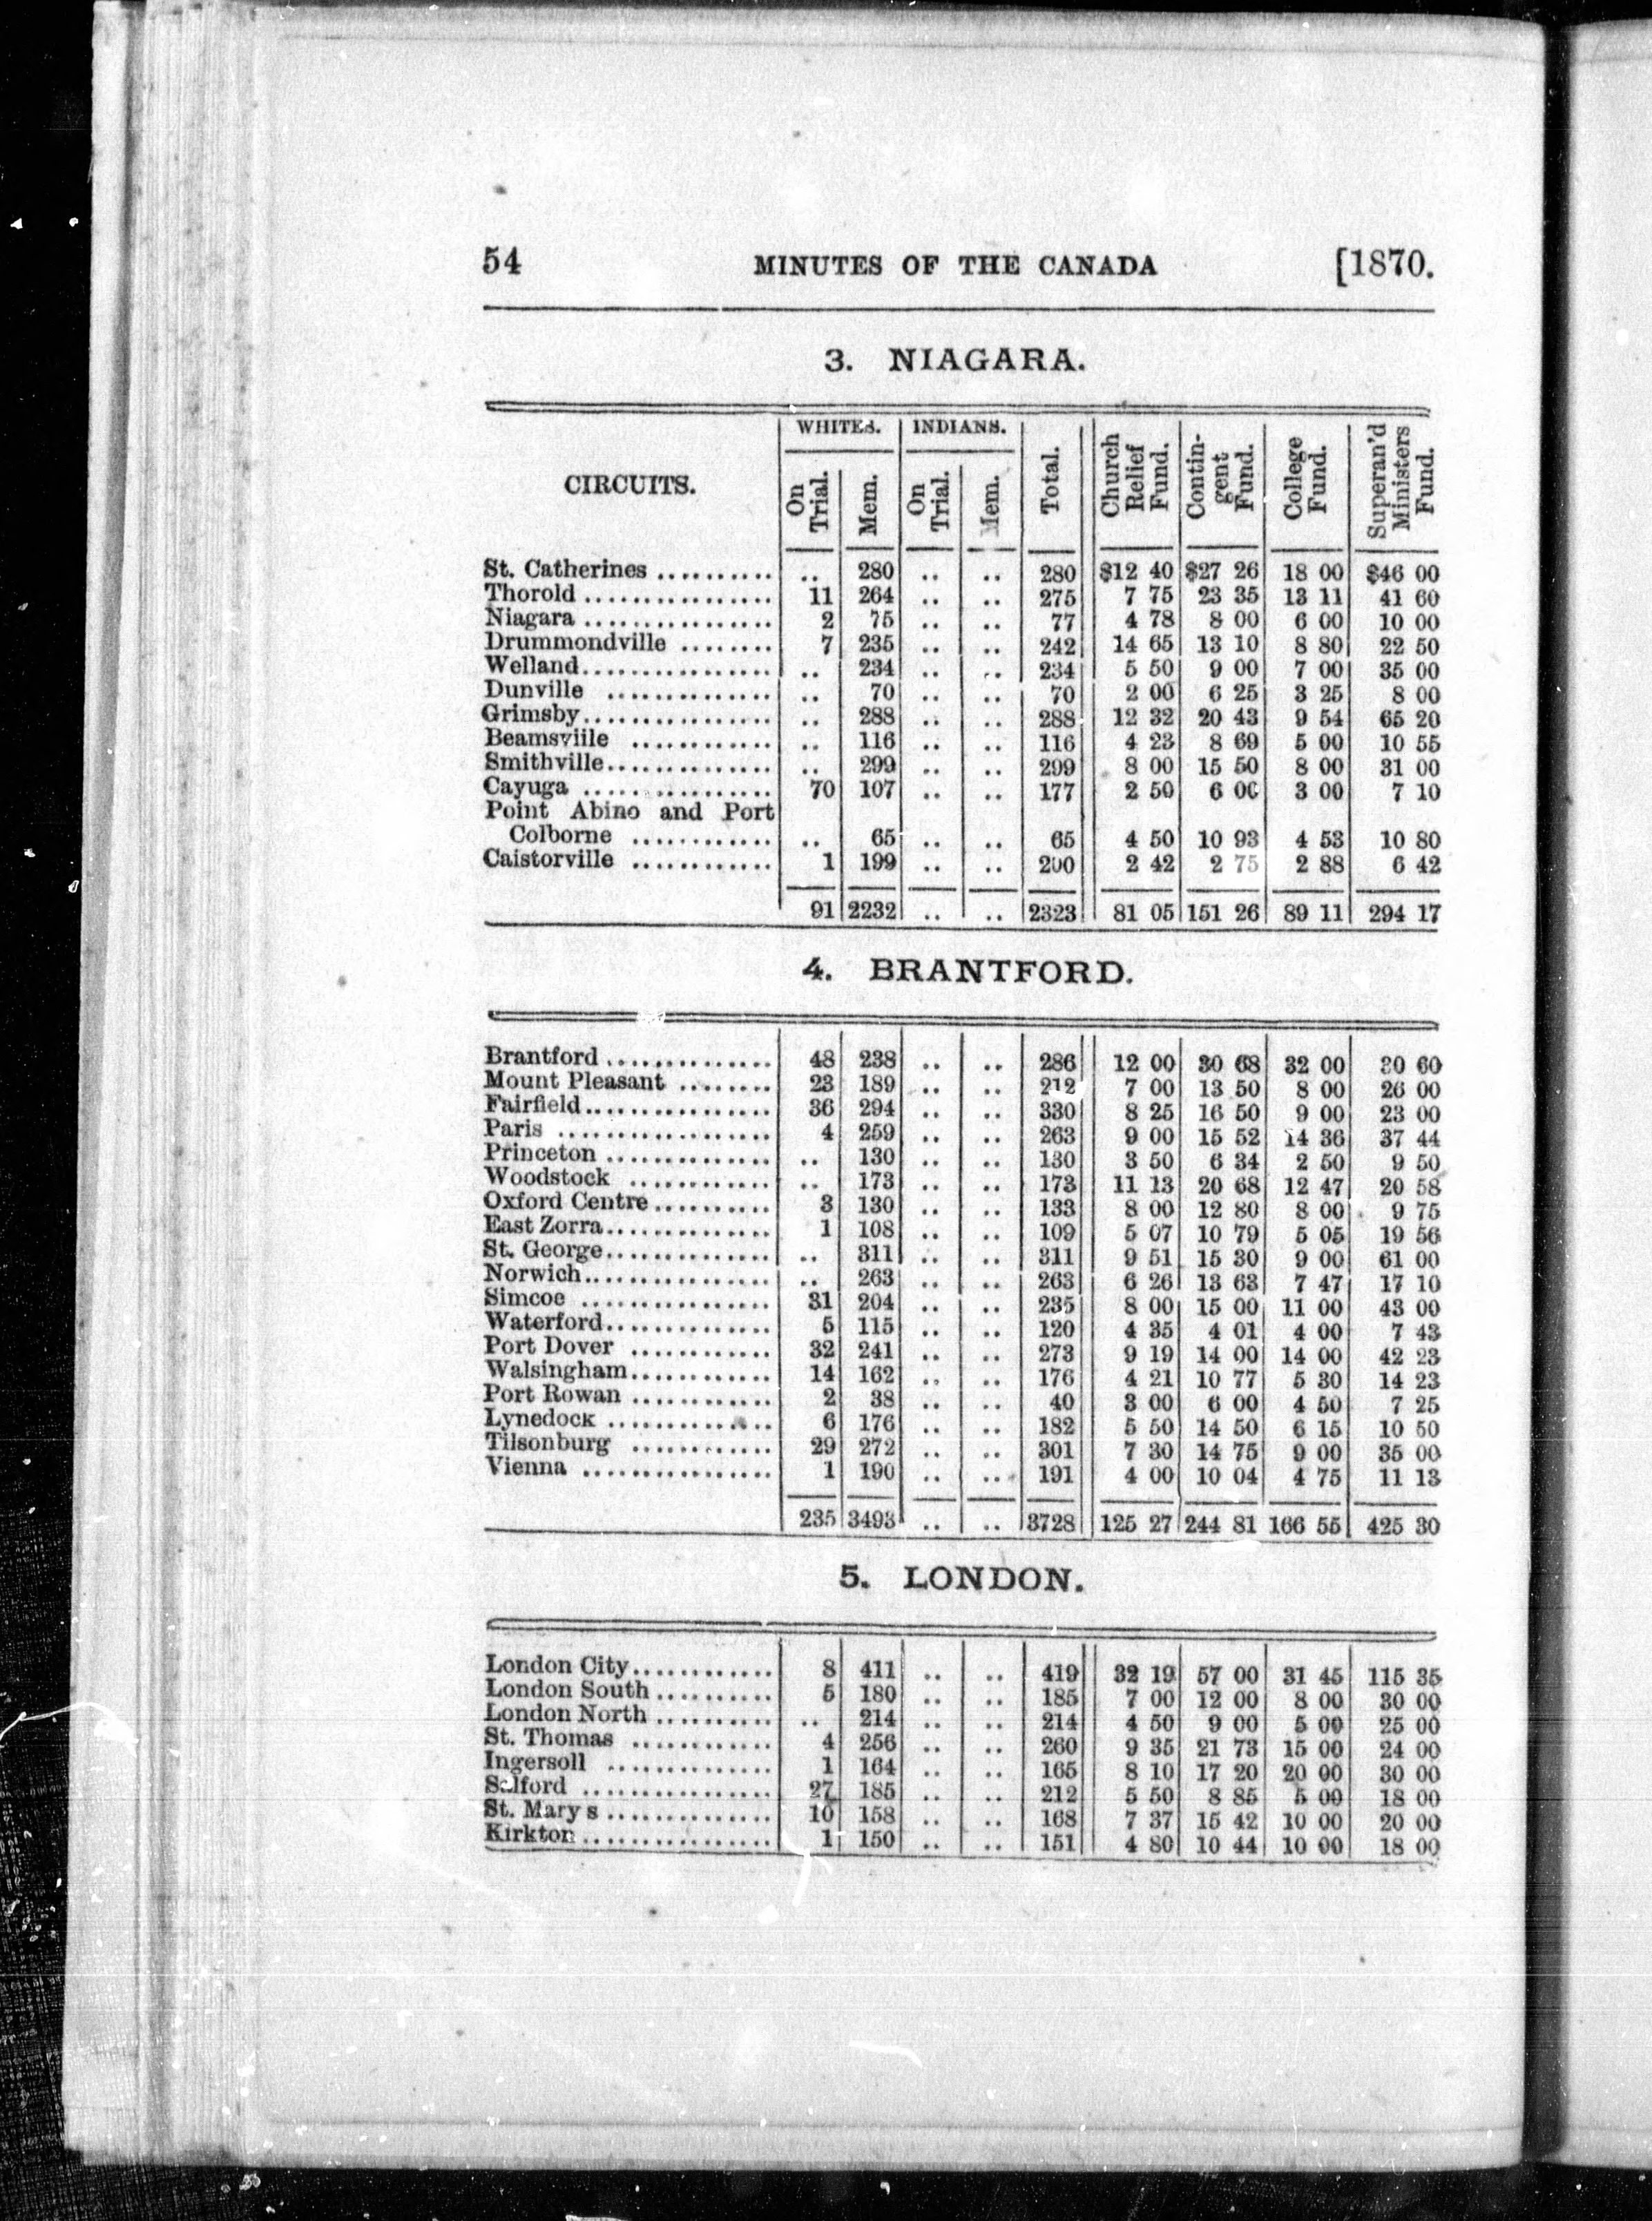 54 MINUTES OF THE CANADA [1870.
3. NIAGARA.
CIRCUITS. WHITES. On Trial. Mem. INDIANS. On Trial. Mem. Total. Church Relief Fund. Contingent Fund. College Fund. Superan'd Ministers Fund.
St. Catherines .......... .. 280 .. .. 280 $12 40 $27 26 18 00 $46 00
Thorold ................ 11 264 .. .. 275 7 75 23 35 13 11 41 60
Niagara ................ 2 75 .. .. 77 4 78 8 00 6 00 10 00
Drummondville ........ 7 235 .. .. 242 14 65 13 10 8 80 22 50
Welland................ .. 234 .. .. 234 5 50 9 00 7 00 35 00
Dunville .............. .. 70 .. .. 70 2 00 6 25 3 25 8 00
Grimsby................ .. 288 .. .. 288 12 32 20 43 9 54 65 20
Beamsville ............ .. 116 .. .. 116 4 23 8 69 5 00 10 55
Smithville.............. .. 299 .. .. 299 8 00 15 50 8 00 31 00
Cayuga ................ 70 107 .. .. 177 2 50 6 00 3 00 7 10
Point Abino and Port
Colborne ............ .. 65 .. .. 65 4 50 10 93 4 53 10 80
Caistorville ............ 1 199 .. .. 200 2 42 2 75 2 88 6 42
91 2232 .. .. 2323 81 05 151 26 89 11 294 17
4. BRANTFORD.
Brantford .............. 48 238 .. .. 286 12 00 30 68 32 00 30 60
Mount Pleasant ........ 23 189 .. .. 212 7 00 13 50 8 00 26 00
Fairfield................ 36 294 .. .. 330 8 25 16 50 9 00 23 00
Paris .................. 4 259 .. .. 263 9 00 15 52 14 36 37 44
Princeton .............. .. 130 .. .. 130 3 50 6 34 2 50 9 50
Woodstock ............ .. 173 .. .. 173 11 13 20 68 12 47 20 58
Oxford Centre.......... 3 130 .. .. 133 8 00 12 80 8 00 9 75
East Zorra.............. 1 108 .. .. 109 5 07 10 79 5 05 19 56
St. George.............. .. 311 .. .. 311 9 51 15 30 9 00 61 00
Norwich................ .. 263 .. .. 263 6 26 13 63 7 47 17 10
Simcoe ................ 31 204 .. .. 235 8 00 15 00 11 00 43 00
Waterford.............. 5 115 .. .. 120 4 35 4 01 4 00 7 43
Port Dover ............ 32 241 .. .. 273 9 19 14 00 14 00 42 23
Walsingham............ 14 162 .. .. 176 4 21 10 77 5 30 14 23
Port Rowan ............ 2 38 .. .. 40 3 00 6 00 4 50 7 25
Lynedock .............. 6 176 .. .. 182 5 50 14 50 6 15 10 50
Tilsonburg ............ 29 272 .. .. 301 7 30 14 75 9 00 35 00
Vienna ................ 1 190 .. .. 191 4 00 10 04 4 75 11 13
235 3493 .. .. 3728 125 27 244 81 166 55 425 30
5. LONDON.
London City............ 8 411 .. .. 419 32 19 57 00 31 45 115 35
London South .......... 5 180 .. .. 185 7 00 12 00 8 00 30 00
London North .......... .. 214 .. .. 214 4 50 9 00 5 00 25 00
St. Thomas ............ 4 256 .. .. 260 9 35 21 73 15 00 24 00
Ingersoll .............. 1 164 .. .. 165 8 10 17 20 20 00 30 00
Salford ................ 27 185 .. .. 212 5 50 8 85 5 00 18 00
St. Mary s .............. 10 158 .. .. 168 7 37 15 42 10 00 20 00
Kirkton................ 1 150 .. .. 151 4 80 10 44 10 00 18 00